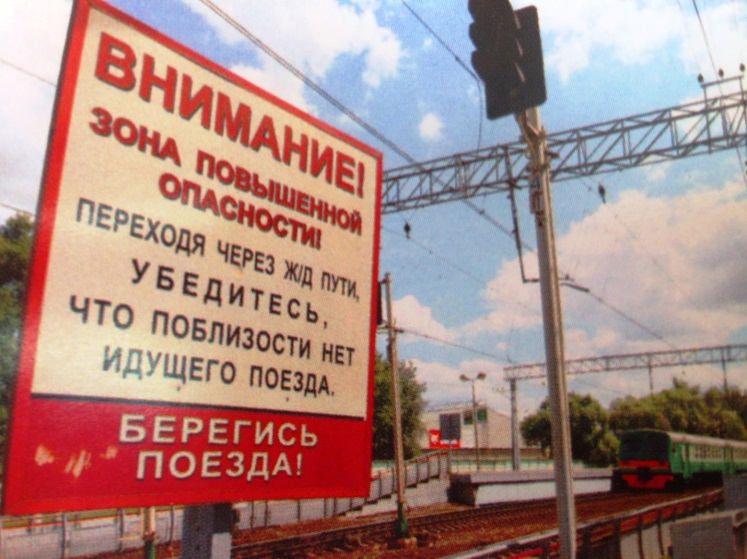 ВНИМАНИЕ!
ЗОНА ПОВЫШЕННОЙ
ОПАСНОСТИ!
ПЕРЕХОДЯ ЧЕРЕЗ Ж/Д ПУТИ,
УБЕДИТЕСЬ,
ЧТО ПОБЛИЗОСТИ НЕТ
ИДУЩЕГО ПОЕЗДА.
БЕРЕГИСЬ
ПОЕЗДА!